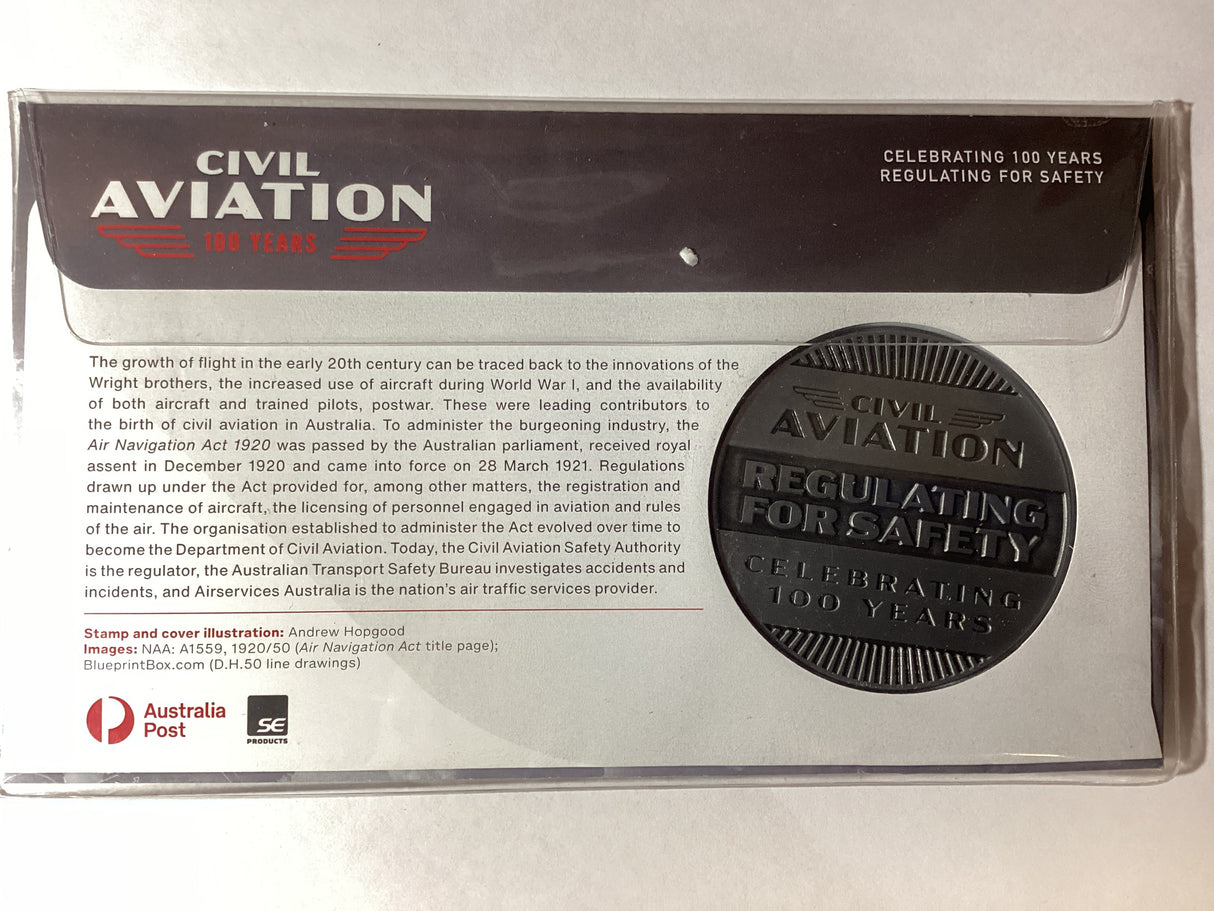 CIVIL
AVIATION
100 YEARS
CELEBRATING 100 YEARS
REGULATING FOR SAFETY
The growth of flight in the early 20th century can be traced back to the innovations of the
Wright brothers, the increased use of aircraft during World War I, and the availability
of both aircraft and trained pilots, postwar. These were leading contributors to
the birth of civil aviation in Australia. To administer the burgeoning industry, the
Air Navigation Act 1920 was passed by the Australian parliament, received royal
assent in December 1920 and came into force on 28 March 1921. Regulations
drawn up under the Act provided for, among other matters, the registration and
maintenance of aircraft, the licensing of personnel engaged in aviation and rules
of the air. The organisation established to administer the Act evolved over time to
become the Department of Civil Aviation. Today, the Civil Aviation Safety Authority
is the regulator, the Australian Transport Safety Bureau investigates accidents and
incidents, and Airservices Australia is the nation's air traffic services provider.
Stamp and cover illustration: Andrew Hopgood
Images: NAA: A1559, 1920/50 (Air Navigation Act title page);
BlueprintBox.com (D.H.50 line drawings)
Australia
Post
SE
PRODUCTS
CIVIL
AVIATION
REGULATING
FOR SAFETY
CELEBRATING
100 YEARS